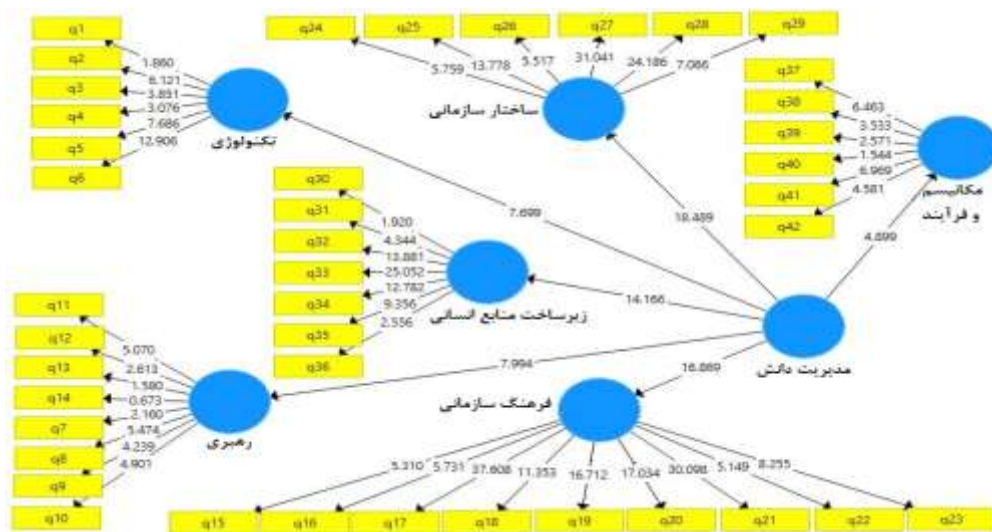 q1
q2
q3
q4
q5
q6
1.860
6.121
3.851
3.076
7.686
12.906
تکنولوژی
q24
q25
q26
q27
q28
q29
5.759
13.778
5.517
31.041
24.186
7.066
ساختار سازمانی
q37
q38
q39
q40
q41
q42
6.463
3.533
2.571
1.544
6.969
4.581
مکانیسم
و فرآیند
q30
q31
q32
q33
q34
q35
q36
1.920
4.344
13.881
25.052
12.782
9.356
2.556
زیرساخت منابع انسانی
7.699
18.489
4.899
14.166
7.994
16.869
مدیریت دانش
q11
q12
q13
q14
q7
q8
q9
q10
5.070
2.613
1.580
0.673
2.160
5.474
4.239
4.901
رهبری
فرهنگ سازمانی
5.310
5.731
37.608
11.353
16.712
17.034
30.098
5.149
8.255
q15
q16
q17
q18
q19
q20
q21
q22
q23